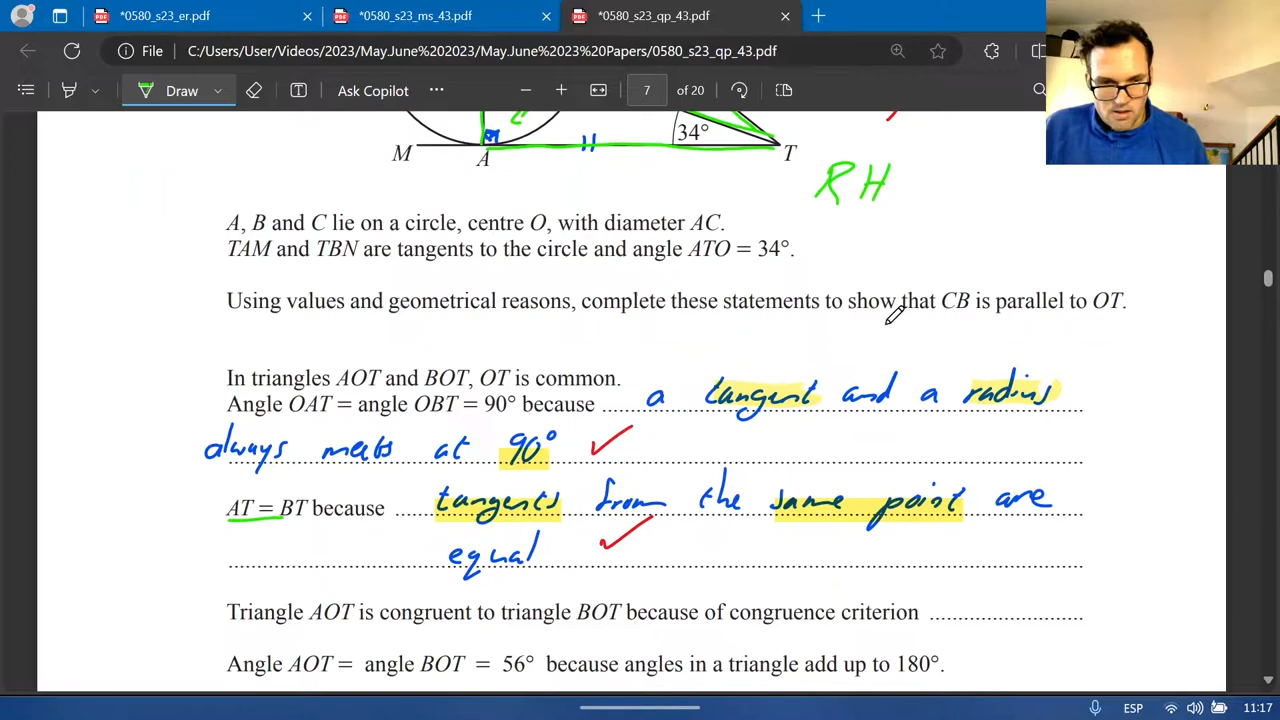 *0580_s23_er.pdf
*0580_s23_ms_43.pdf
*0580_s23_qp_43.pdf
File
C:/Users/User/Videos/2023/May.June%202023/May.June%2023%20Papers/0580_s23_qp_43.pdf
Draw
Ask Copilot
7 of 20
34°
M
A
T
RH
A, B and C lie on a circle, centre O, with diameter AC.
TAM and TBN are tangents to the circle and angle ATO = 34°.
Using values and geometrical reasons, complete these statements to show that CB is parallel to OT.
In triangles AOT and BOT, OT is common.
Angle OAT = angle OBT = 90° because a tangent and a radius
always meets at 90° ✓
AT = BT because tangents from the same point are
equal ✓
Triangle AOT is congruent to triangle BOT because of congruence criterion
Angle AOT = angle BOT = 56° because angles in a triangle add up to 180°.
ESP
11:17